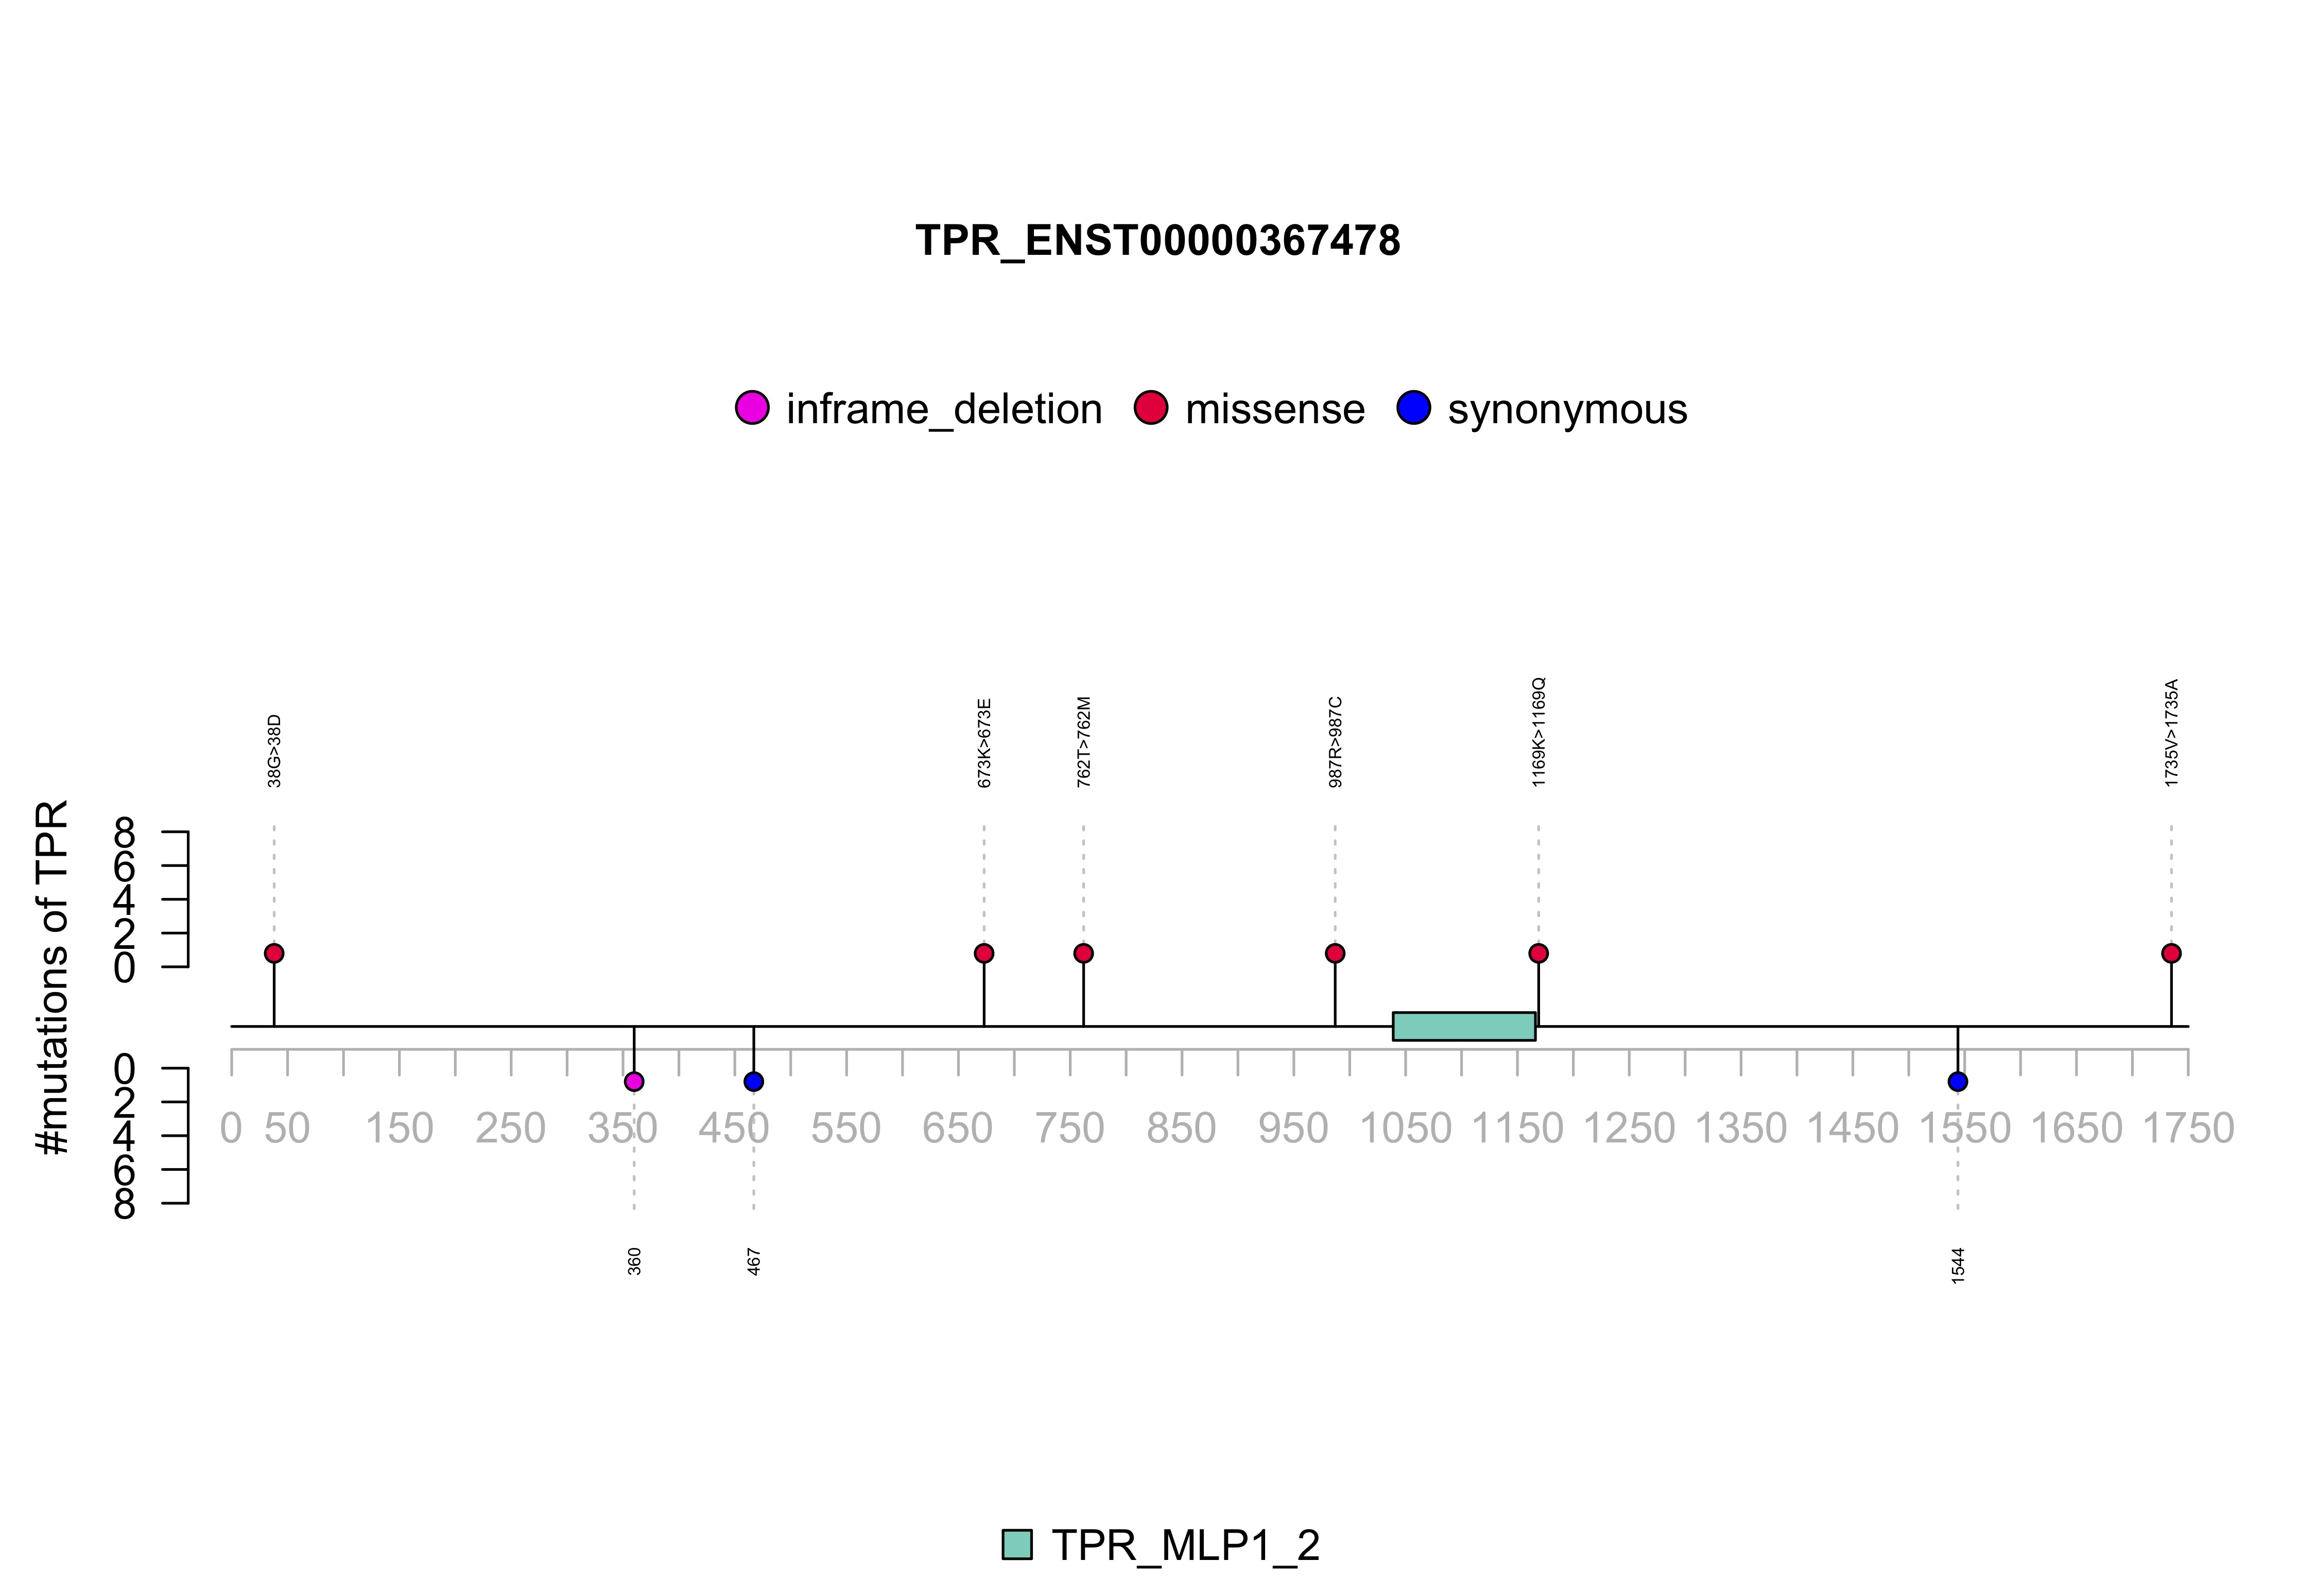 TPR_ENST00000367478
inframe_deletion missense synonymous
38G>38D 673K>673E 762T>762M 987R>987C 1169K>1169Q 1735V>1735A
#mutations of TPR
8
6
4
2
0
0
2
4
6
8
0 50 150 250 350 450 550 650 750 850 950 1050 1150 1250 1350 1450 1550 1650 1750
360 467 1544
TPR_MLP1_2